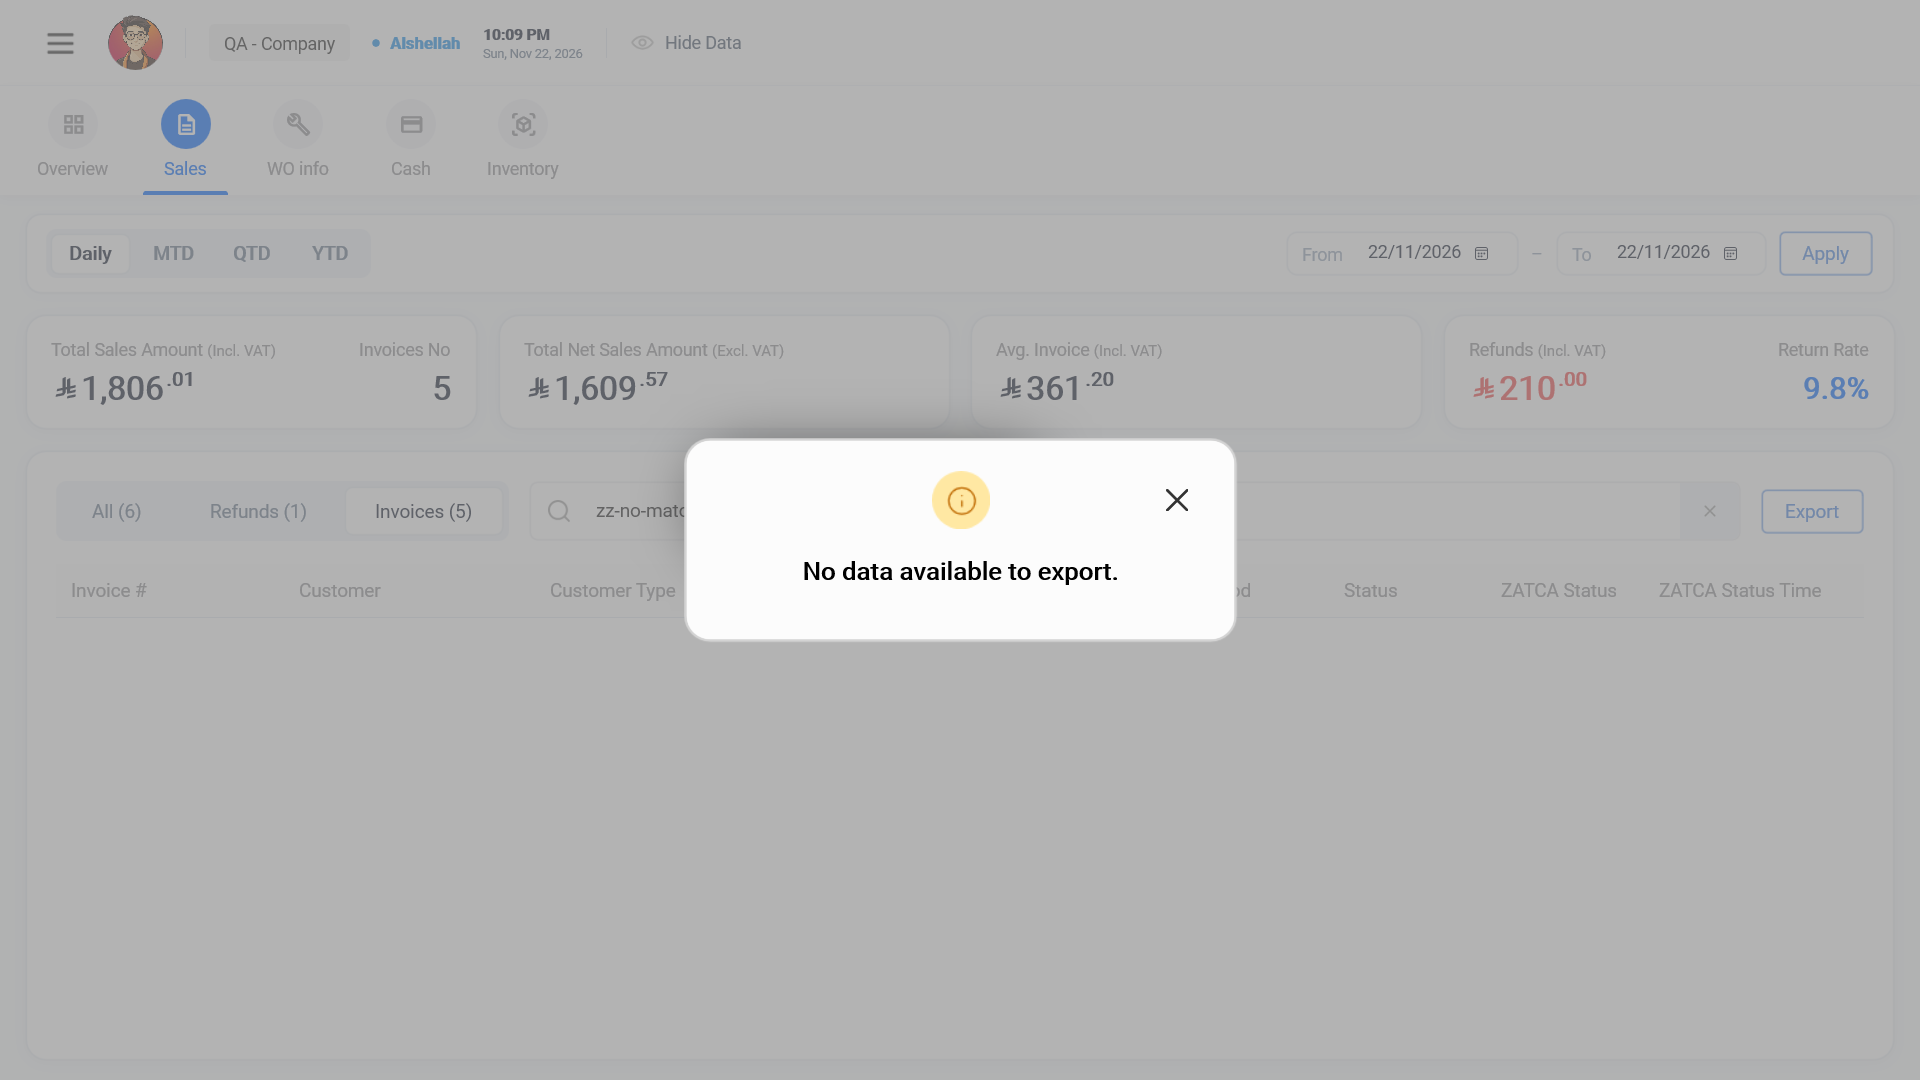 QA - Company
Alshellah
10:09 PM
Sun, Nov 22, 2026
Hide Data
Overview
Sales
WO info
Cash
Inventory
Daily
MTD
QTD
YTD
From 22/11/2026
–
To 22/11/2026
Apply
Total Sales Amount (Incl. VAT)
Invoices No
1,806.01
5
Total Net Sales Amount (Excl. VAT)
1,609.57
Avg. Invoice (Incl. VAT)
361.20
Refunds (Incl. VAT)
Return Rate
210.00
9.8%
All (6)
Refunds (1)
Invoices (5)
Export
No data available to export.
Invoice #
Customer
Customer Type
Status
ZATCA Status
ZATCA Status Time